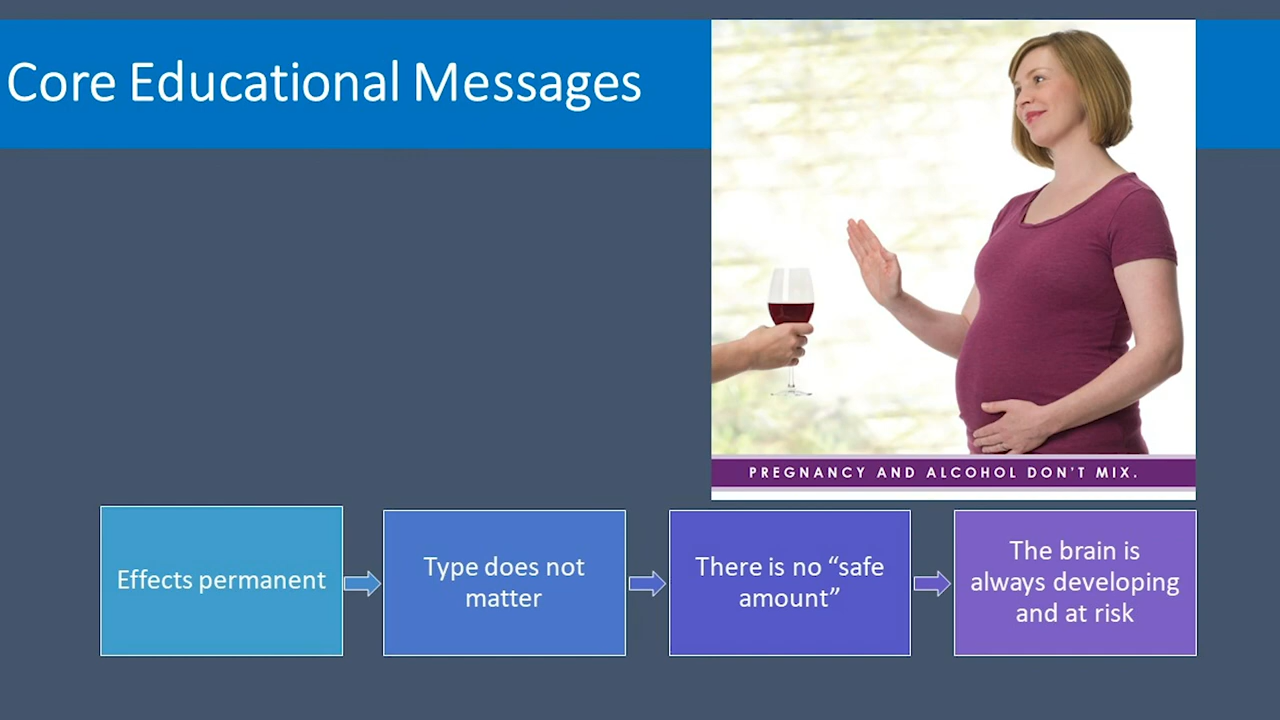 Core Educational Messages
PREGNANCY AND ALCOHOL DON'T MIX.
Effects permanent
Type does not
matter
There is no “safe
amount”
The brain is
always developing
and at risk